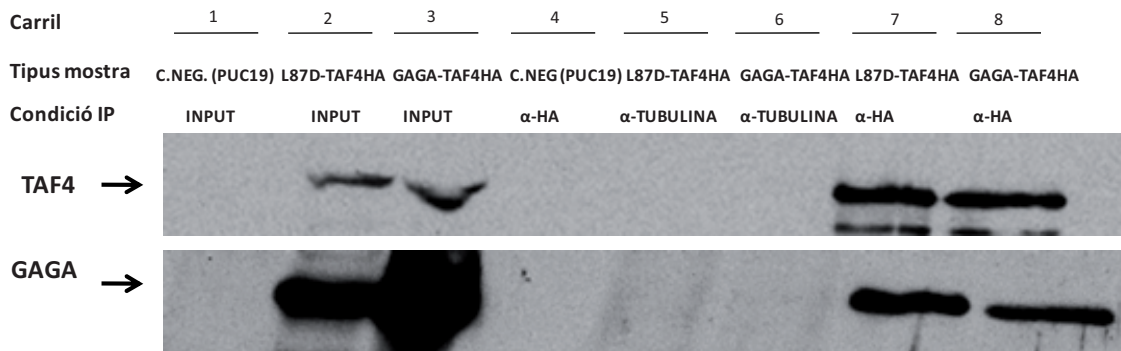 Carril 1 2 3 4 5 6 7 8
Tipus mostra C.NEG. (PUC19) L87D-TAF4HA GAGA-TAF4HA C.NEG (PUC19) L87D-TAF4HA GAGA-TAF4HA L87D-TAF4HA GAGA-TAF4HA
Condició IP INPUT INPUT INPUT α-HA α-TUBULINA α-TUBULINA α-HA α-HA
TAF4
GAGA